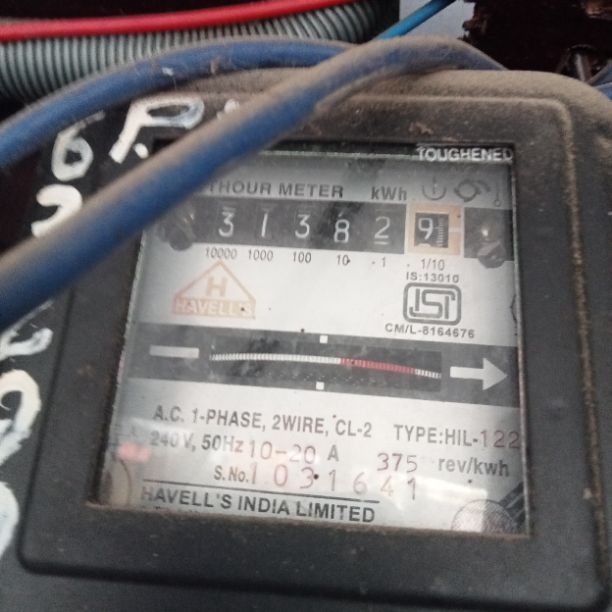 TOUGHENED
HOUR METER kWh
3 1 3 8 2 9
10000 1000 100 10 1 1/10
IS:13010
H
HAVELL'S
ISI
CM/L-8164676
A.C. 1-PHASE, 2WIRE, CL-2 TYPE:HIL-122
240V, 50Hz 10-20 A 375 rev/kwh
S.No. 1031641
HAVELL'S INDIA LIMITED